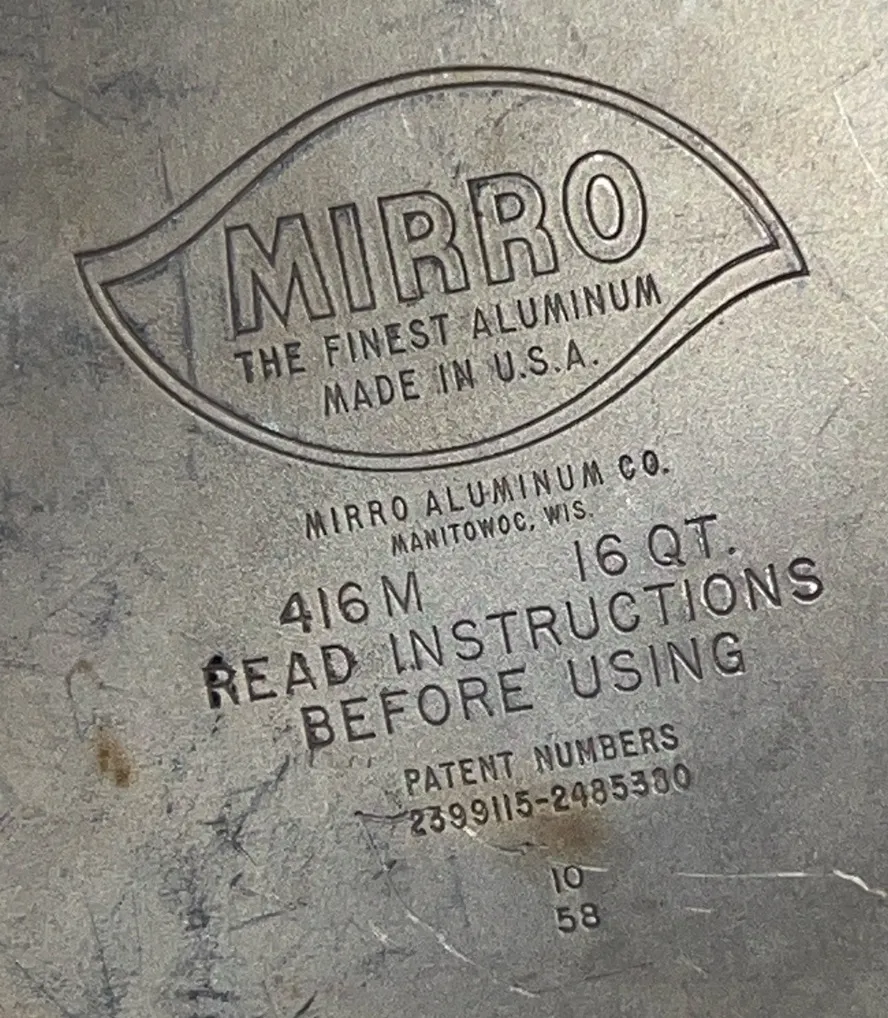 MIRRO
THE FINEST ALUMINUM
MADE IN U.S.A.
MIRRO ALUMINUM CO.
MANITOWOC, WIS.
416 M 16 QT.
READ INSTRUCTIONS
BEFORE USING
PATENT NUMBERS
2399115-2485380
10
58